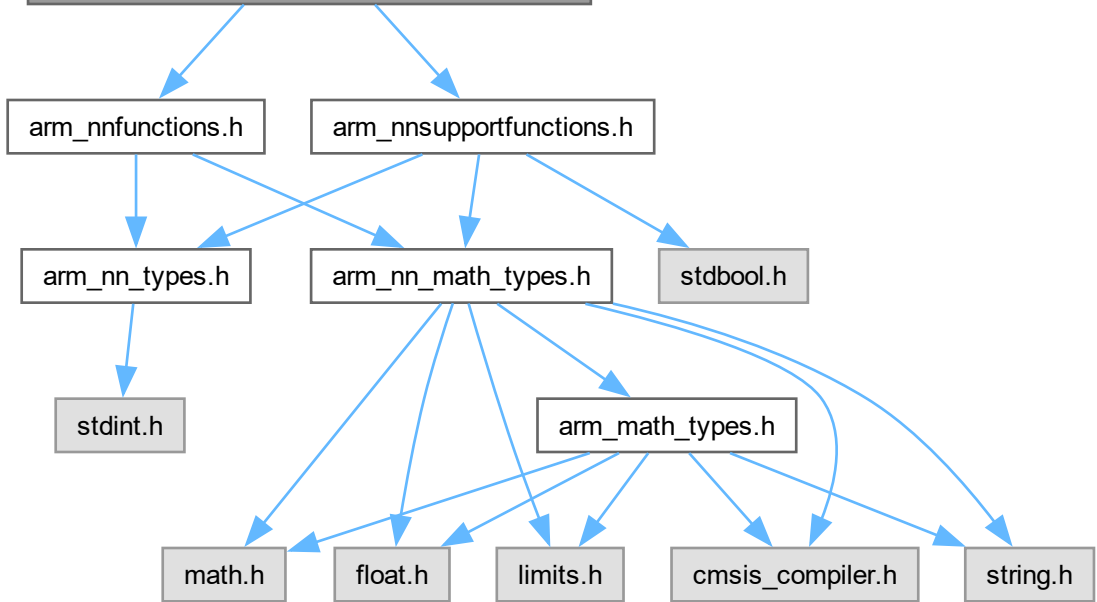 arm_nnfunctions.h
arm_nnsupportfunctions.h
arm_nn_types.h
arm_nn_math_types.h
stdbool.h
stdint.h
arm_math_types.h
math.h
float.h
limits.h
cmsis_compiler.h
string.h